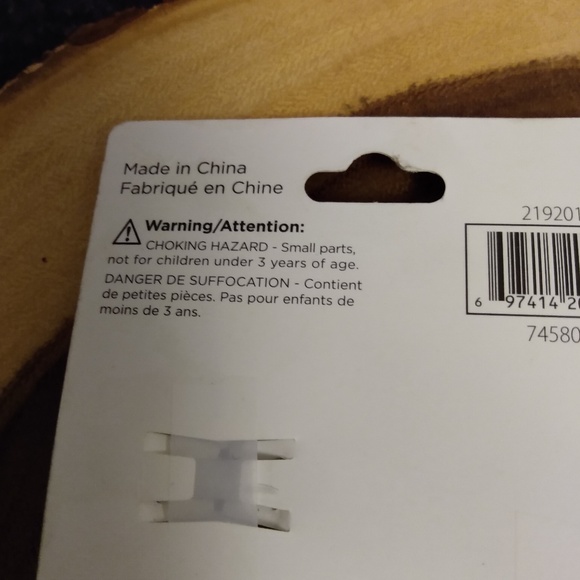 Made in China
Fabriqué en Chine
Warning/Attention:
CHOKING HAZARD - Small parts,
not for children under 3 years of age.
DANGER DE SUFFOCATION - Contient
de petites pièces. Pas pour enfants de
moins de 3 ans.
219201
6 97414 20
74580